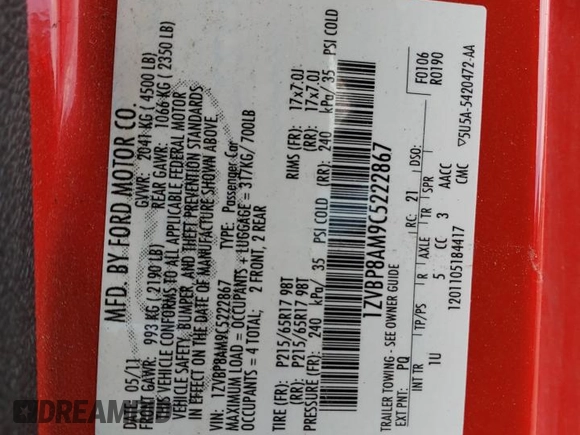 MFD. BY FORD MOTOR CO.
DATE: 05/11 GVWR: 2041 KG ( 4500 LB)
FRONT GAWR: 993 KG (2190 LB) REAR GAWR: 1066 KG ( 2350 LB)
THIS VEHICLE CONFORMS TO ALL APPLICABLE FEDERAL MOTOR
VEHICLE SAFETY, BUMPER, AND THEFT PREVENTION STANDARDS
IN EFFECT ON THE DATE OF MANUFACTURE SHOWN ABOVE.
VIN: 1ZVBPBAM9C5222867 TYPE: Passenger Car
MAXIMUM LOAD = OCCUPANTS + LUGGAGE = 317KG/ 700LB
OCCUPANTS = 4 TOTAL; 2 FRONT, 2 REAR
TIRE (FR): P215/65R17 98T RIMS (FR): 17x7.0J
(RR): P215/65R17 98T (RR): 17x7.0J
PRESSURE (FR): 240 kPa/ 35 PSI COLD (RR): 240 kPa/ 35 PSI COLD
1ZVBPBAM9C5222867
TRAILER TOWING - SEE OWNER GUIDE
F0106
R0190
EXT PNT: PQ RC: 21 DSO:
INT TR TP/PS R AXLE TR SPR
1U 5 CC 3 AACC
1201105184417 CMC ▽5U5A-5420472-AA
DREAMBID